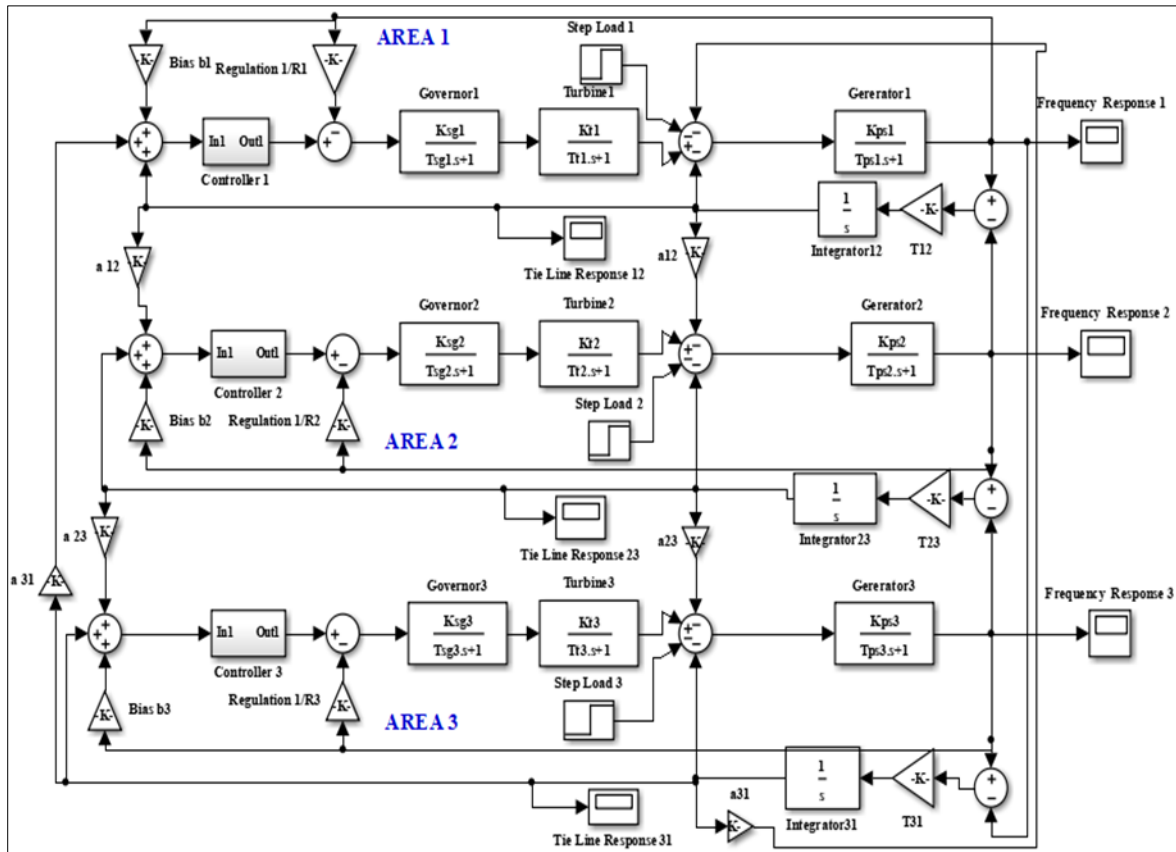 AREA 1
Step Load 1
-K-
Bias b1
-K-
Regulation 1/R1
Governor1
Turbine1
Gererator1
Frequency Response 1
In1 Out1
Controller 1
Ksg1
Tsg1.s+1
Kt1
Tt1.s+1
Kps1
Tps1.s+1
1
s
Integrator12
-K-
T12
-K-
a 12
Tie Line Response 12
a12
-K-
Governor2
Turbine2
Gererator2
Frequency Response 2
In1 Out1
Controller 2
Ksg2
Tsg2.s+1
Kt2
Tt2.s+1
Kps2
Tps2.s+1
-K-
Bias b2
Regulation 1/R2
-K-
Step Load 2
AREA 2
1
s
Integrator23
-K-
T23
-K-
a 23
Tie Line Response 23
a23
-K-
a 31
-K-
Governor3
Turbine3
Gererator3
Frequency Response 3
In1 Out1
Controller 3
Ksg3
Tsg3.s+1
Kt3
Tt3.s+1
Kps3
Tps3.s+1
-K-
Bias b3
Regulation 1/R3
-K-
Step Load 3
AREA 3
1
s
Integrator31
-K-
T31
a31
K-
Tie Line Response 31